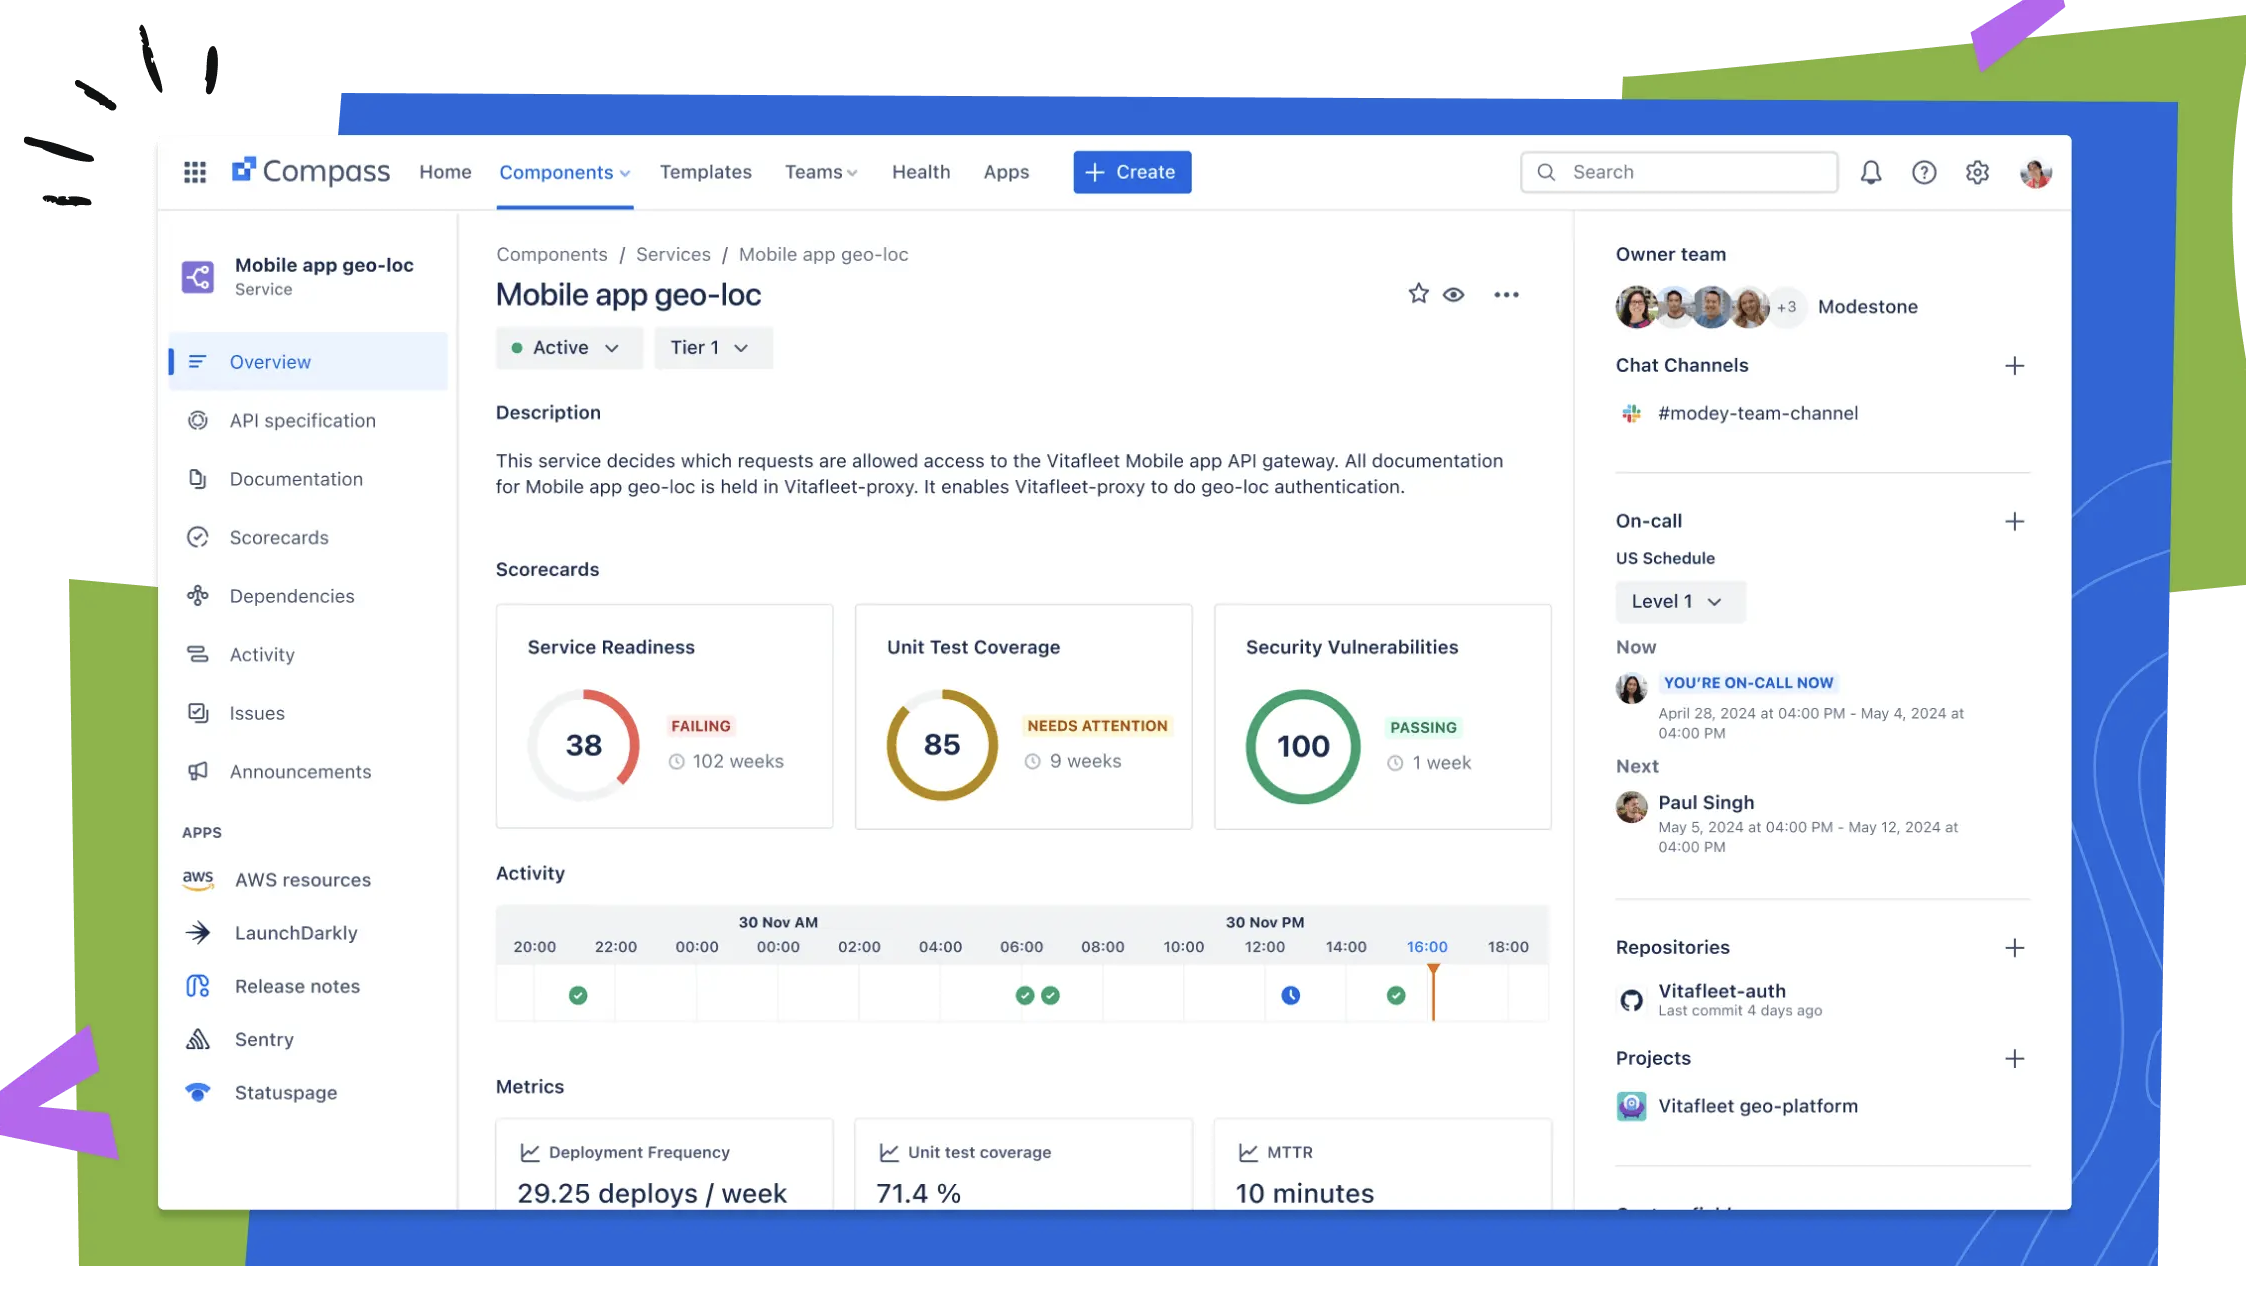 Compass
Home
Components
Templates
Teams
Health
Apps
+ Create
Search
Mobile app geo-loc
Service
Overview
API specification
Documentation
Scorecards
Dependencies
Activity
Issues
Announcements
APPS
aws AWS resources
LaunchDarkly
Release notes
Sentry
Statuspage
Components / Services / Mobile app geo-loc
Mobile app geo-loc
Active
Tier 1
Description
This service decides which requests are allowed access to the Vitafleet Mobile app API gateway. All documentation
for Mobile app geo-loc is held in Vitafleet-proxy. It enables Vitafleet-proxy to do geo-loc authentication.
Scorecards
Service Readiness
38
FAILING
102 weeks
Unit Test Coverage
85
NEEDS ATTENTION
9 weeks
Security Vulnerabilities
100
PASSING
1 week
Activity
30 Nov AM 30 Nov PM
20:00 22:00 00:00 00:00 02:00 04:00 06:00 08:00 10:00 12:00 14:00 16:00 18:00
Metrics
Deployment Frequency
29.25 deploys / week
Unit test coverage
71.4 %
MTTR
10 minutes
Owner team
+3 Modestone
Chat Channels
#modey-team-channel
On-call
US Schedule
Level 1
Now
YOU'RE ON-CALL NOW
April 28, 2024 at 04:00 PM - May 4, 2024 at
04:00 PM
Next
Paul Singh
May 5, 2024 at 04:00 PM - May 12, 2024 at
04:00 PM
Repositories
Vitafleet-auth
Last commit 4 days ago
Projects
Vitafleet geo-platform